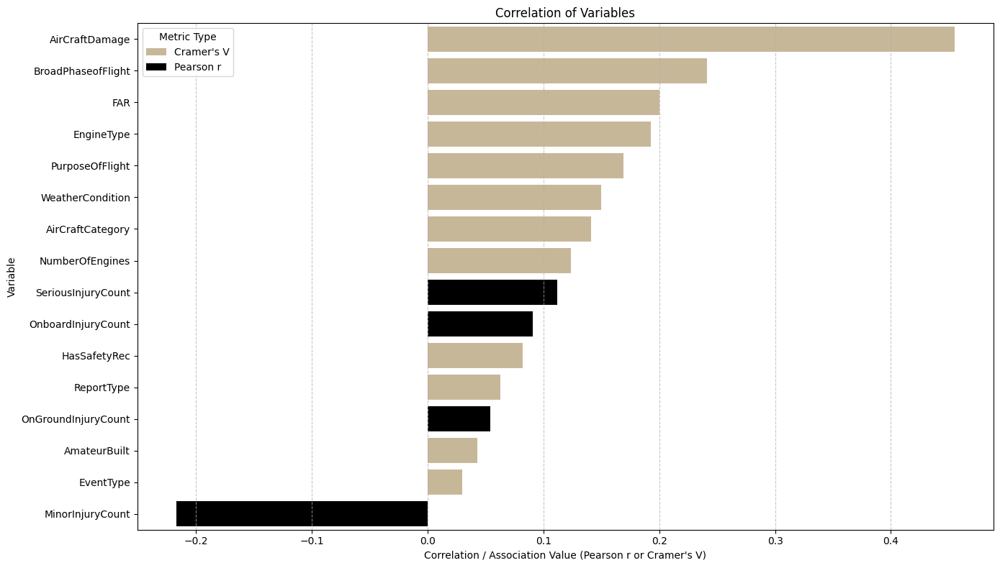 Correlation of Variables
Metric Type
Cramer's V
Pearson r
Variable
AirCraftDamage
BroadPhaseofFlight
FAR
EngineType
PurposeOfFlight
WeatherCondition
AirCraftCategory
NumberOfEngines
SeriousInjuryCount
OnboardInjuryCount
HasSafetyRec
ReportType
OnGroundInjuryCount
AmateurBuilt
EventType
MinorInjuryCount
−0.2 −0.1 0.0 0.1 0.2 0.3 0.4
Correlation / Association Value (Pearson r or Cramer's V)